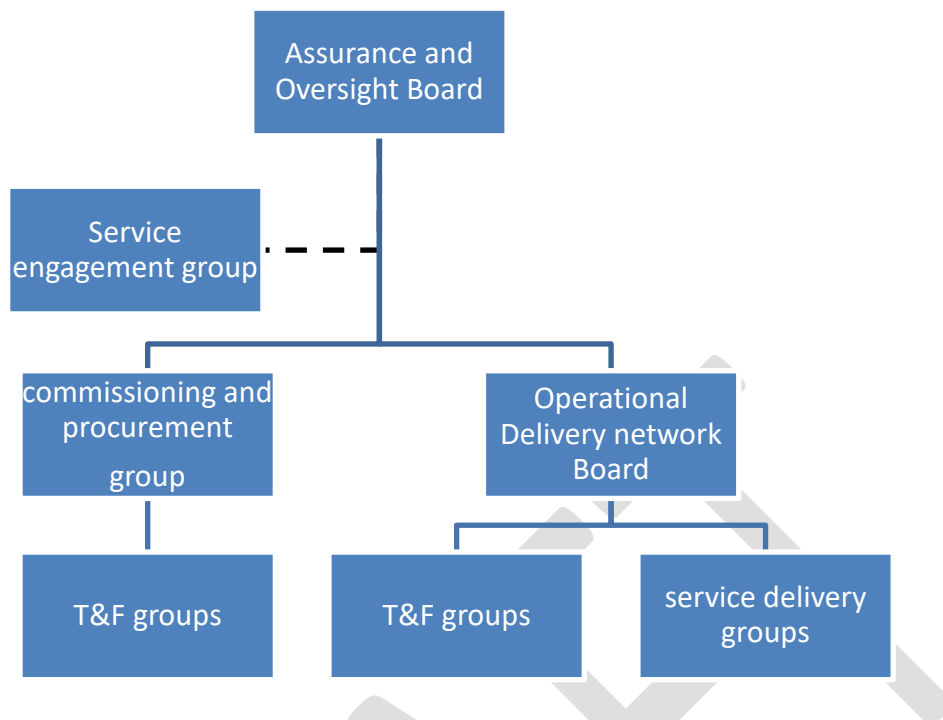 Assurance and
Oversight Board
Service
engagement group
commissioning and
procurement
group
Operational
Delivery network
Board
T&F groups
T&F groups
service delivery
groups